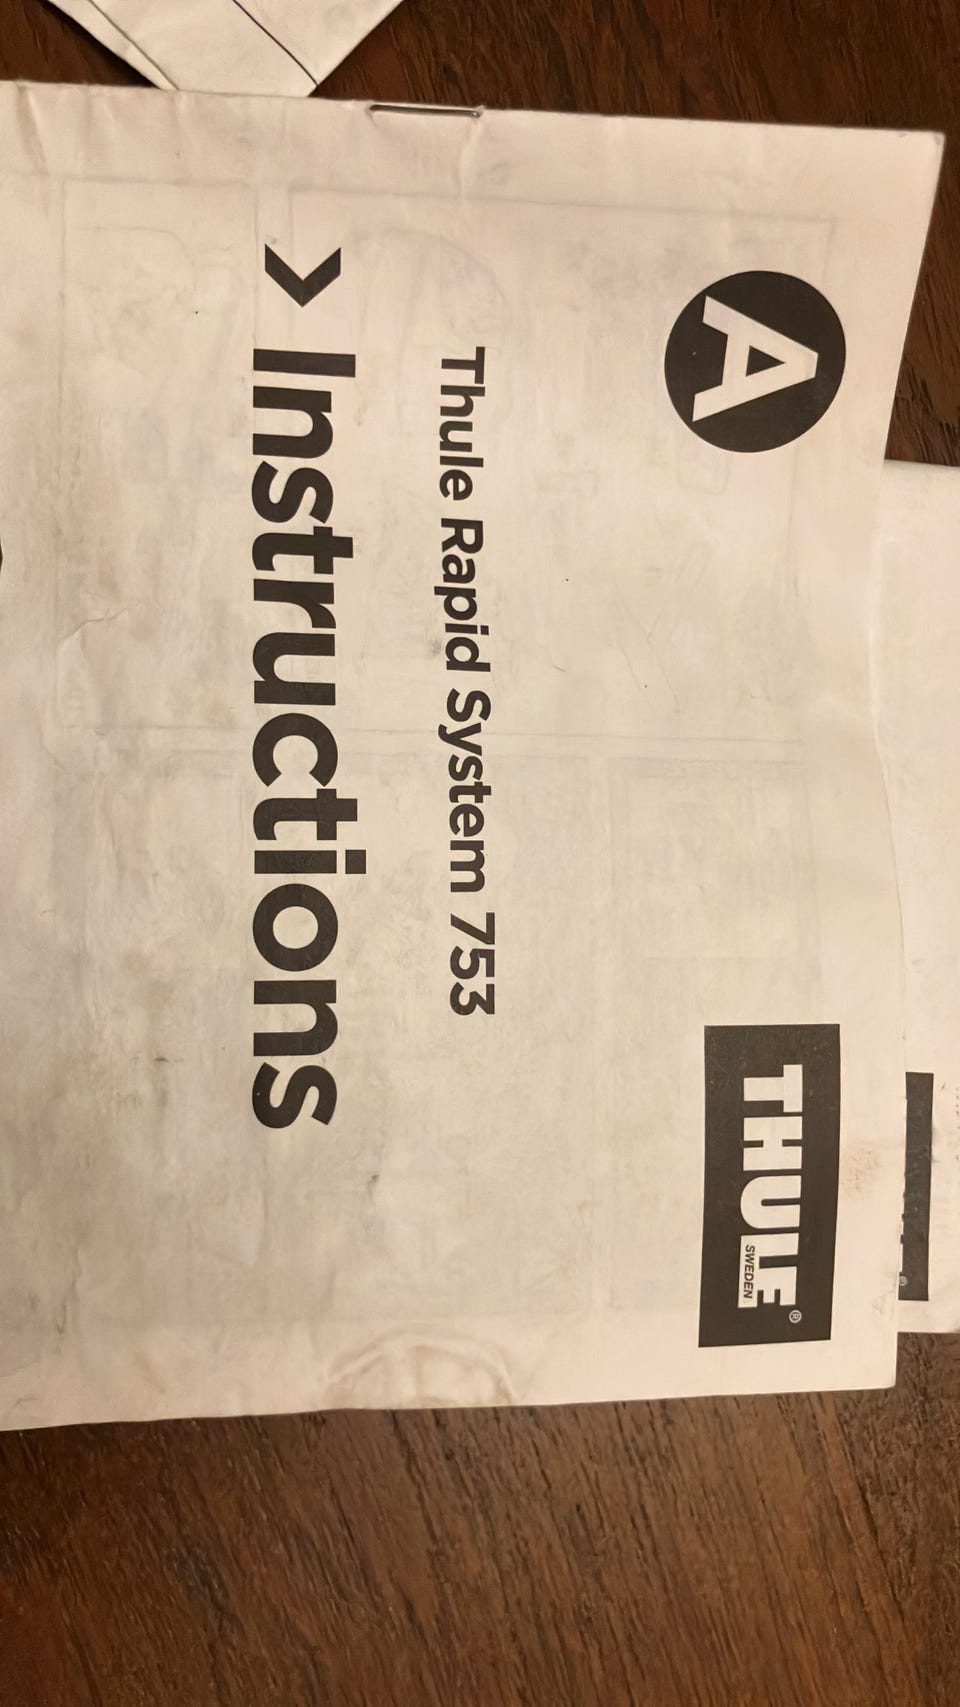 A
THULE®
SWEDEN
Thule Rapid System 753
> Instructions
®